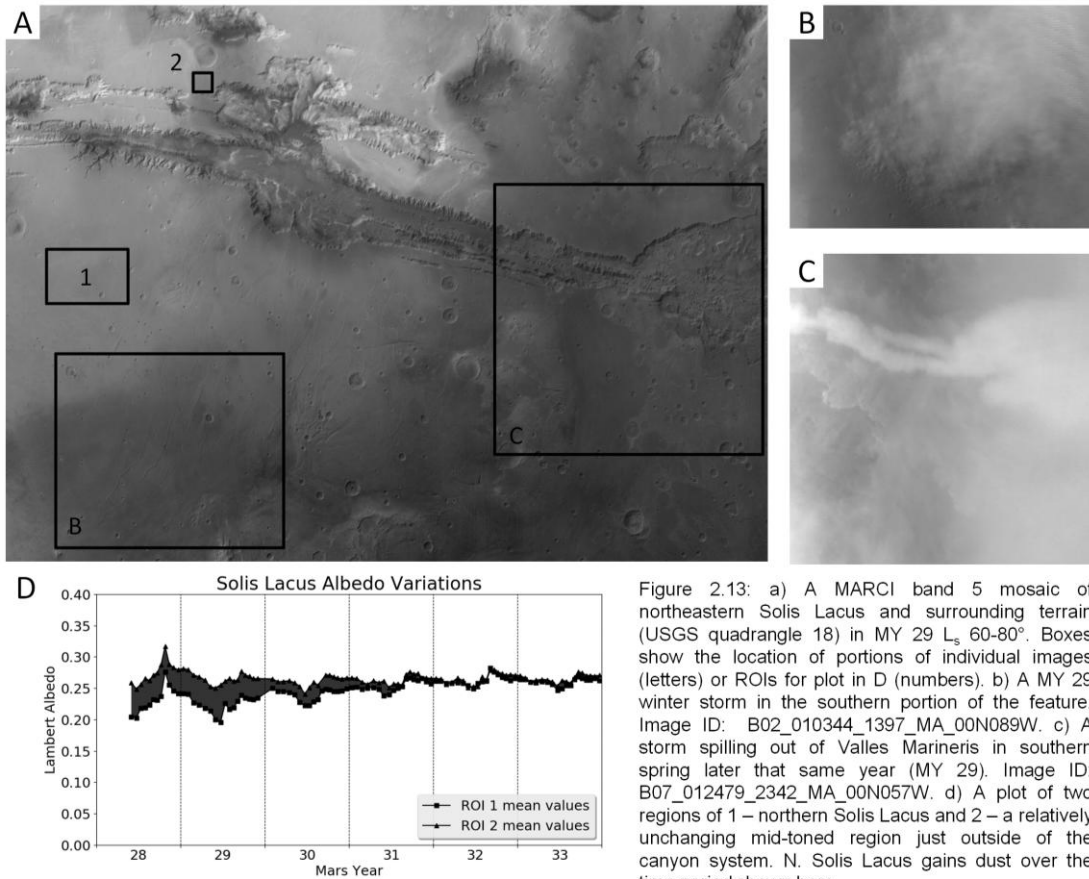 A
2
1
B
C
B
C
D
Solis Lacus Albedo Variations
0.40
0.35
0.30
0.25
0.20
0.15
0.10
0.05
0.00
Lambert Albedo
ROI 1 mean values
ROI 2 mean values
28 29 30 31 32 33
Mars Year
Figure 2.13: a) A MARCI band 5 mosaic of
northeastern Solis Lacus and surrounding terrain
(USGS quadrangle 18) in MY 29 Ls 60-80°. Boxes
show the location of portions of individual images
(letters) or ROIs for plot in D (numbers). b) A MY 29
winter storm in the southern portion of the feature.
Image ID: B02_010344_1397_MA_00N089W. c) A
storm spilling out of Valles Marineris in southern
spring later that same year (MY 29). Image ID:
B07_012479_2342_MA_00N057W. d) A plot of two
regions of 1 – northern Solis Lacus and 2 – a relatively
unchanging mid-toned region just outside of the
canyon system. N. Solis Lacus gains dust over the